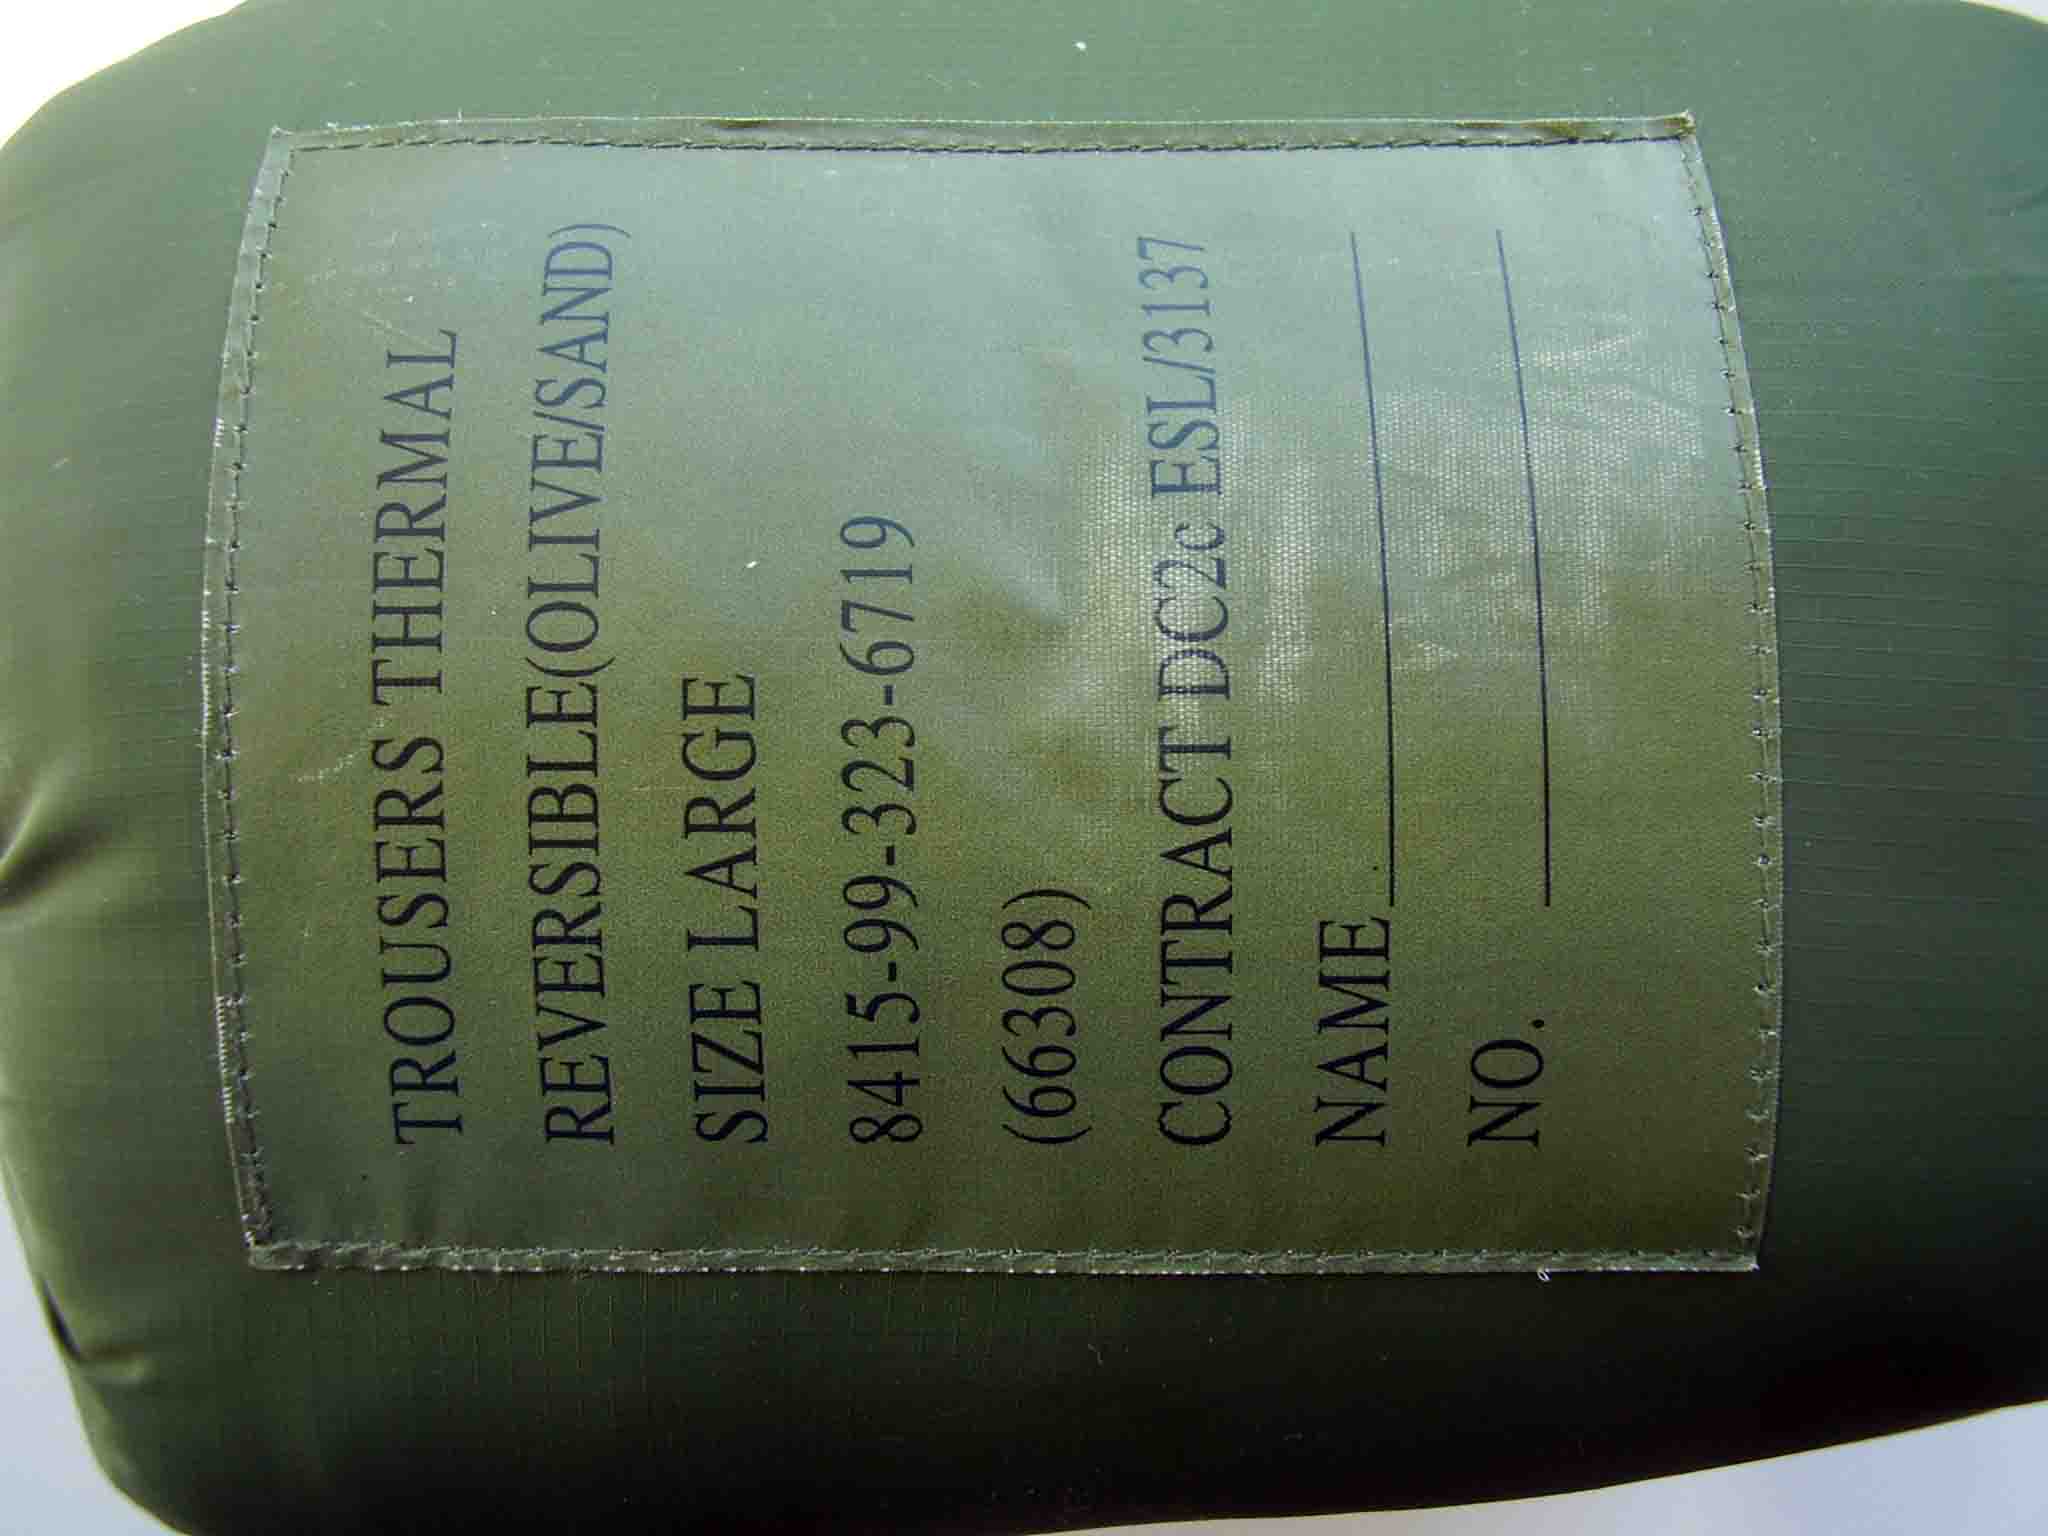 TROUSERS THERMAL
REVERSIBLE(OLIVE/SAND)
SIZE LARGE
8415-99-323-6719
(66308)
CONTRACT DC2c ESL/3137
NAME
NO.